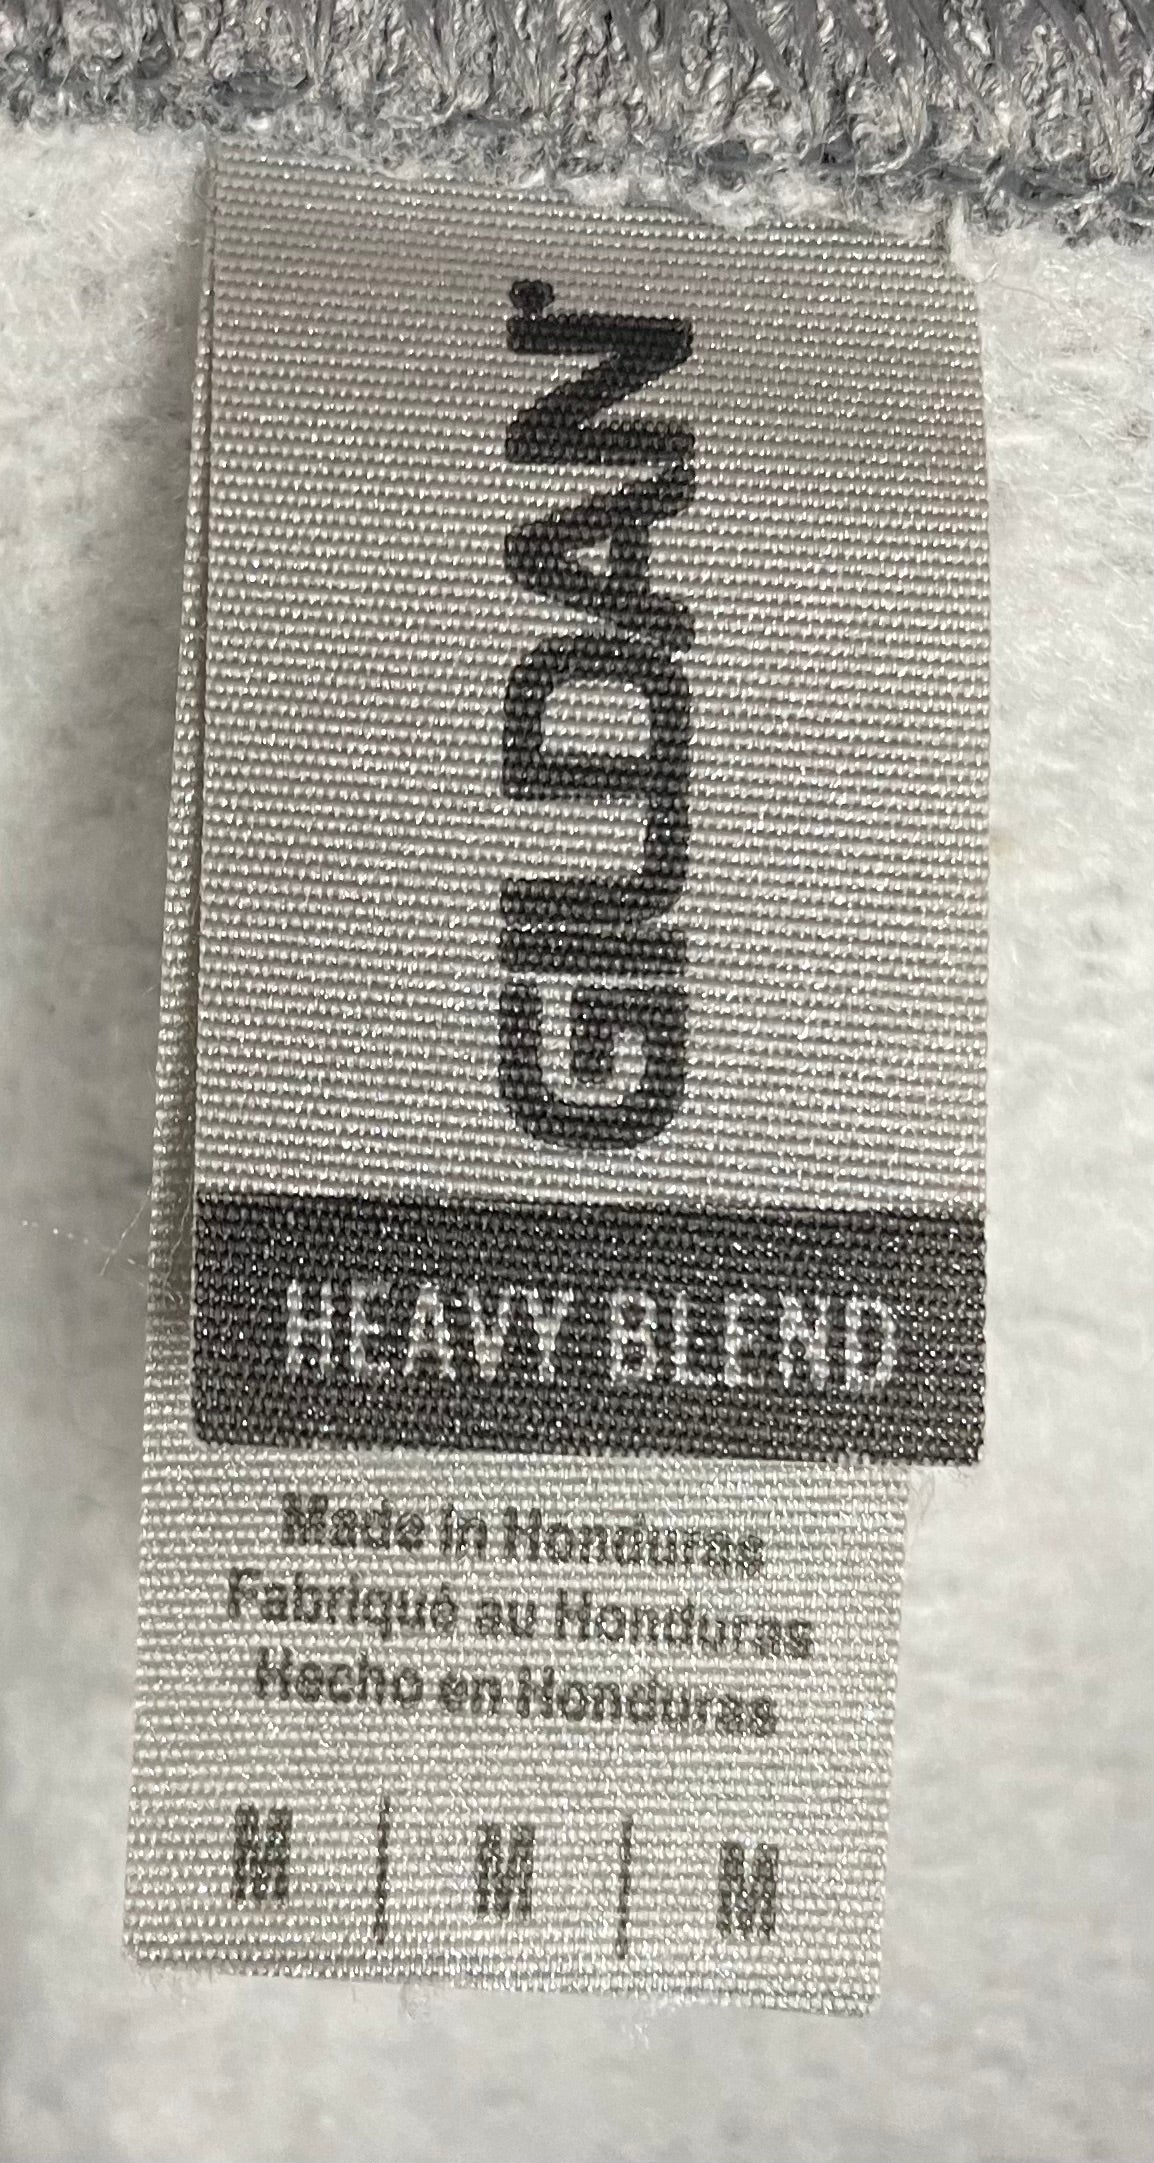 GILDAN
HEAVY BLEND
Made in Honduras
Fabriqué au Honduras
Hecho en Honduras
M | M | M